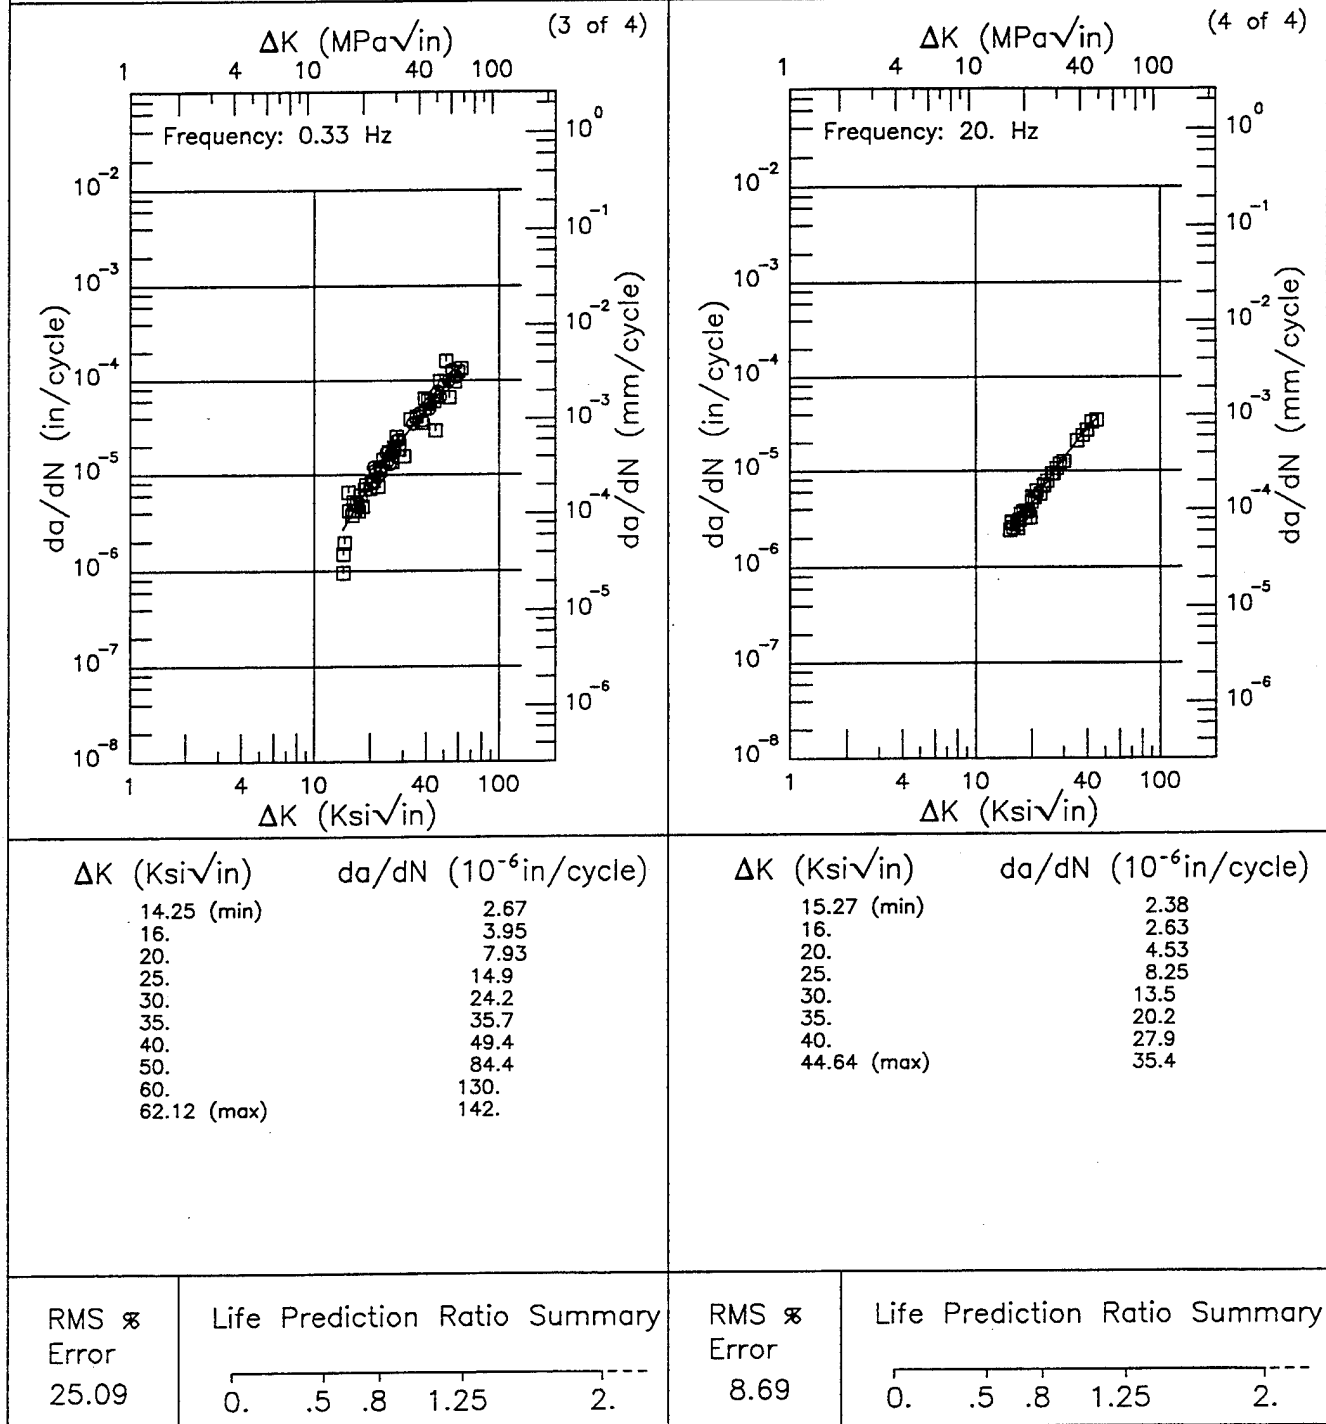 (3 of 4)
ΔK (MPa√in)
1 4 10 40 100
Frequency: 0.33 Hz
10⁰
10⁻¹
10⁻²
10⁻³
10⁻⁴
10⁻⁵
10⁻⁶
da/dN (mm/cycle)
10⁻²
10⁻³
10⁻⁴
10⁻⁵
10⁻⁶
10⁻⁷
10⁻⁸
da/dN (in/cycle)
1 4 10 40 100
ΔK (Ksi√in)
ΔK (Ksi√in) da/dN (10⁻⁶in/cycle)
14.25 (min) 2.67
16. 3.95
20. 7.93
25. 14.9
30. 24.2
35. 35.7
40. 49.4
50. 84.4
60. 130.
62.12 (max) 142.
RMS %
Error
25.09
Life Prediction Ratio Summary
0. .5 .8 1.25 2.
(4 of 4)
ΔK (MPa√in)
1 4 10 40 100
Frequency: 20. Hz
10⁰
10⁻¹
10⁻²
10⁻³
10⁻⁴
10⁻⁵
10⁻⁶
da/dN (mm/cycle)
10⁻²
10⁻³
10⁻⁴
10⁻⁵
10⁻⁶
10⁻⁷
10⁻⁸
da/dN (in/cycle)
1 4 10 40 100
ΔK (Ksi√in)
ΔK (Ksi√in) da/dN (10⁻⁶in/cycle)
15.27 (min) 2.38
16. 2.63
20. 4.53
25. 8.25
30. 13.5
35. 20.2
40. 27.9
44.64 (max) 35.4
RMS %
Error
8.69
Life Prediction Ratio Summary
0. .5 .8 1.25 2.